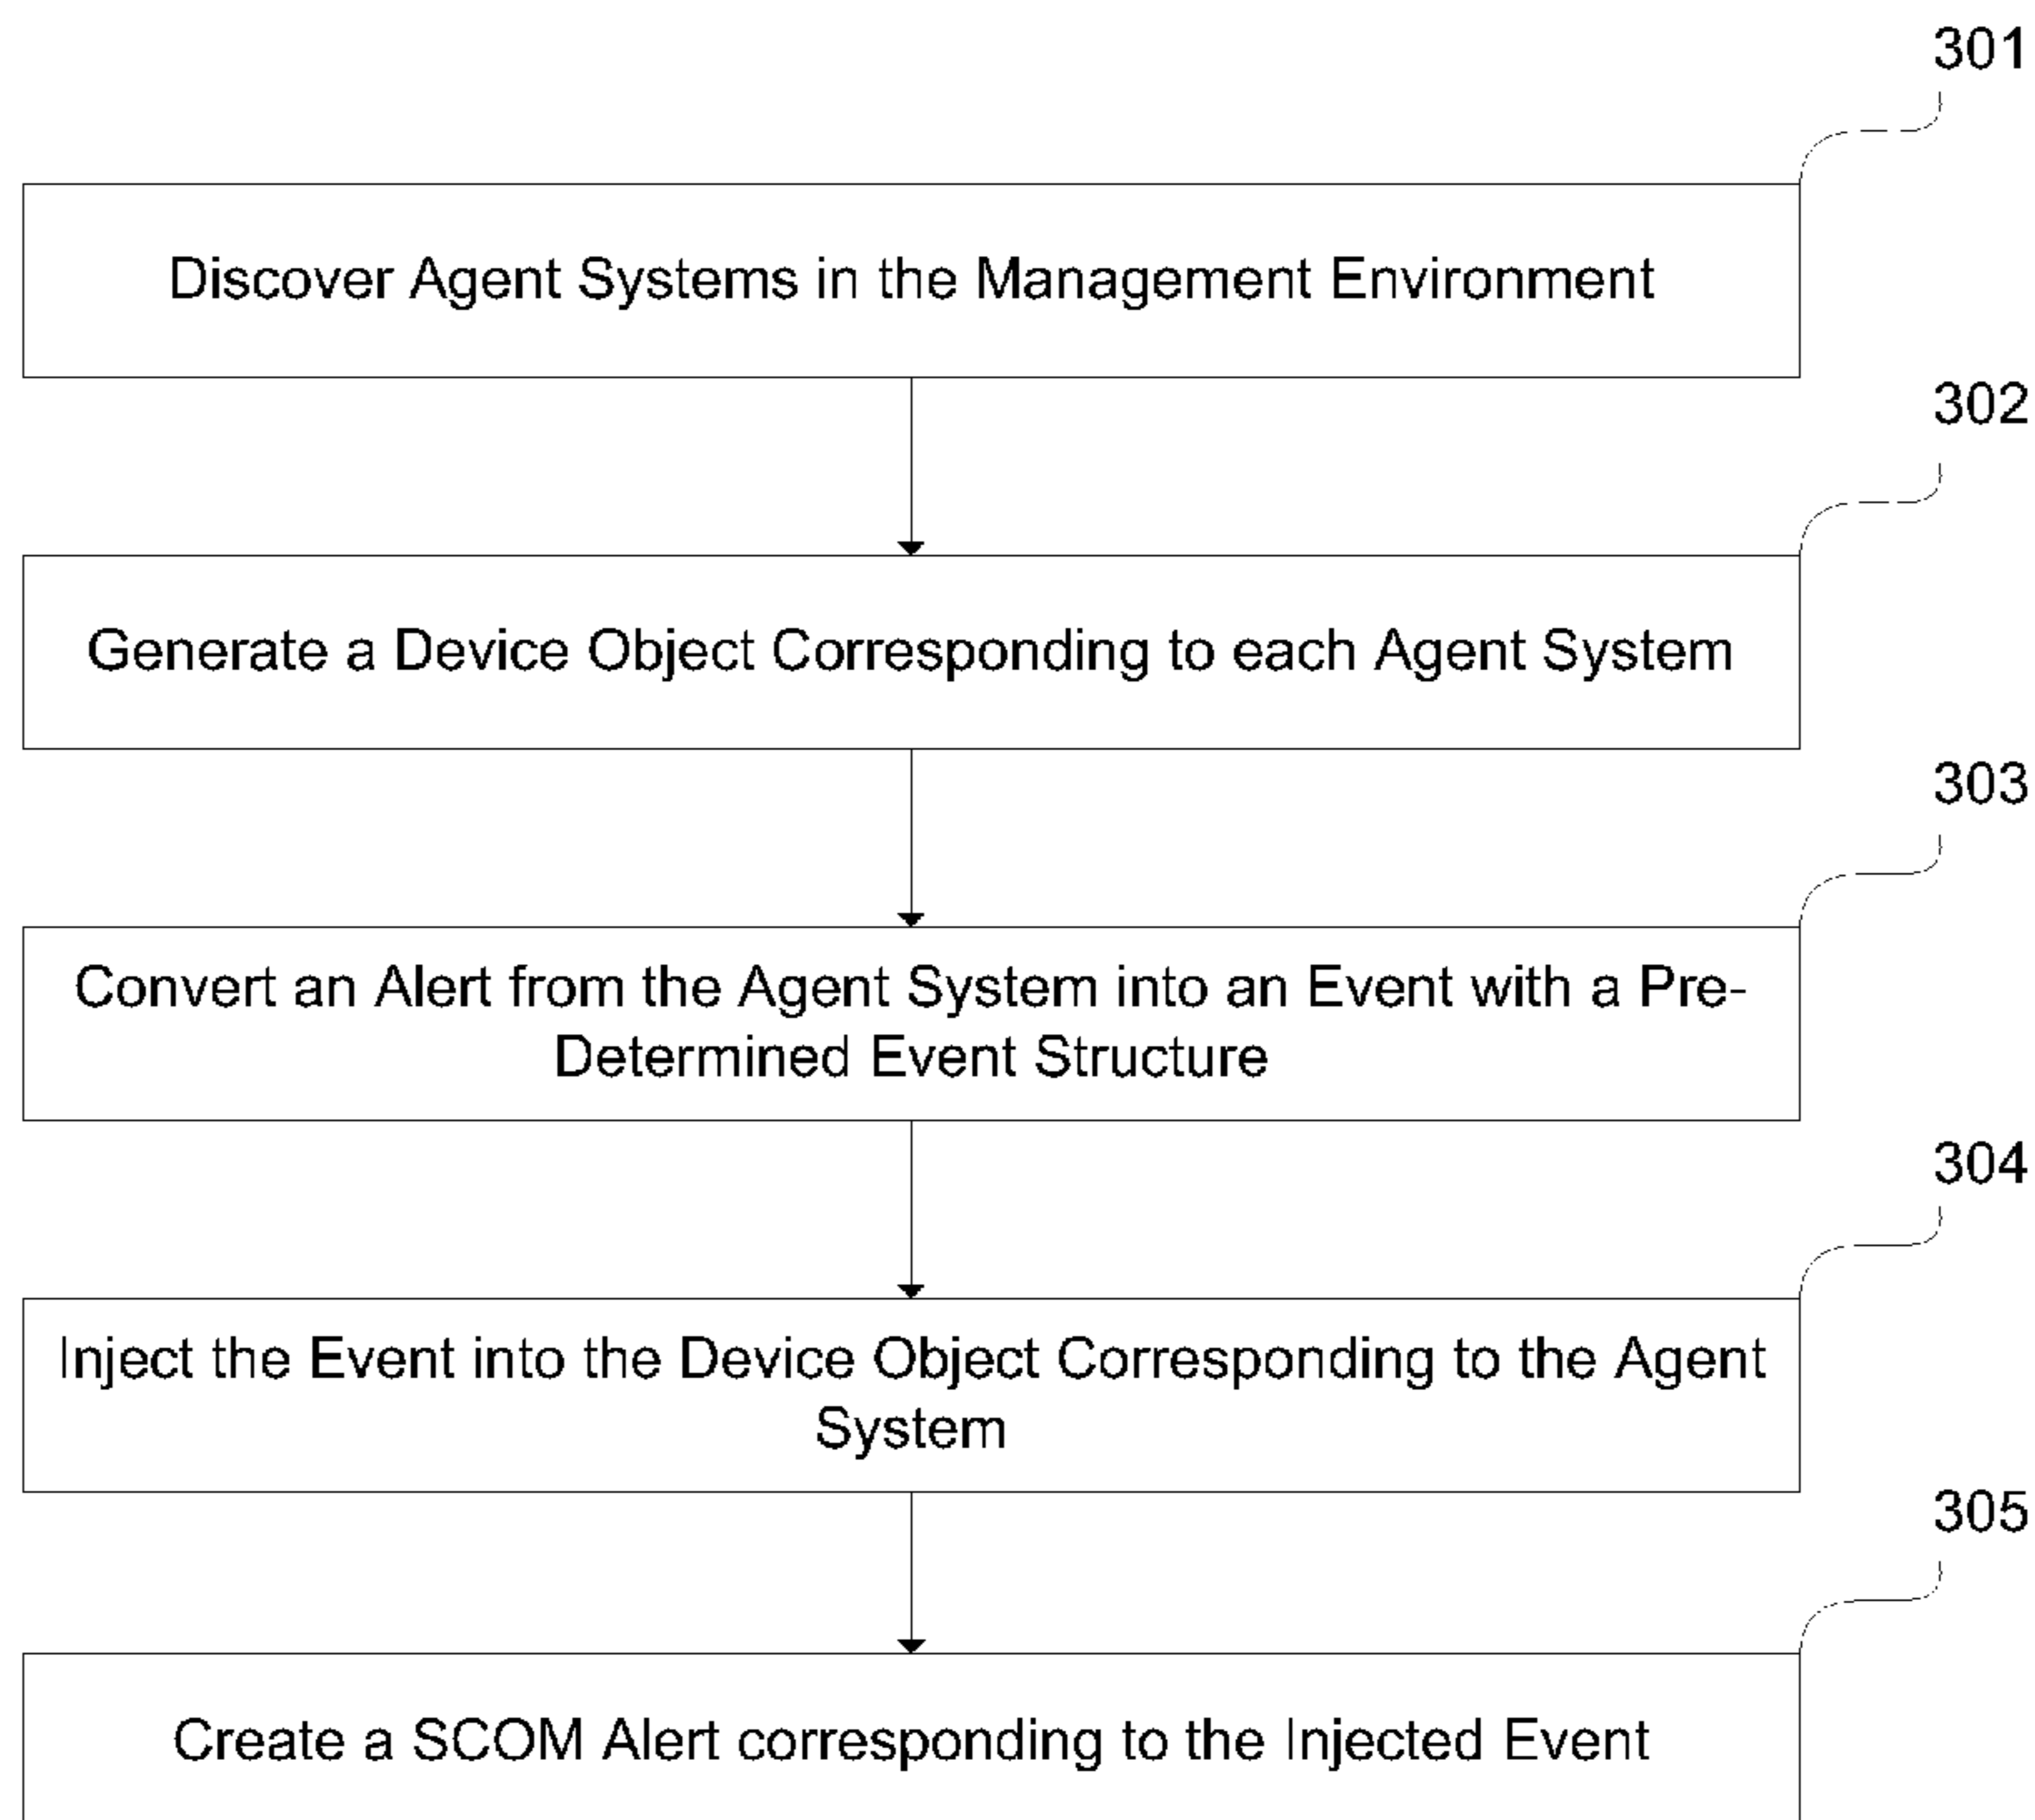 301
Discover Agent Systems in the Management Environment
302
Generate a Device Object Corresponding to each Agent System
303
Convert an Alert from the Agent System into an Event with a Pre-
Determined Event Structure
304
Inject the Event into the Device Object Corresponding to the Agent
System
305
Create a SCOM Alert corresponding to the Injected Event